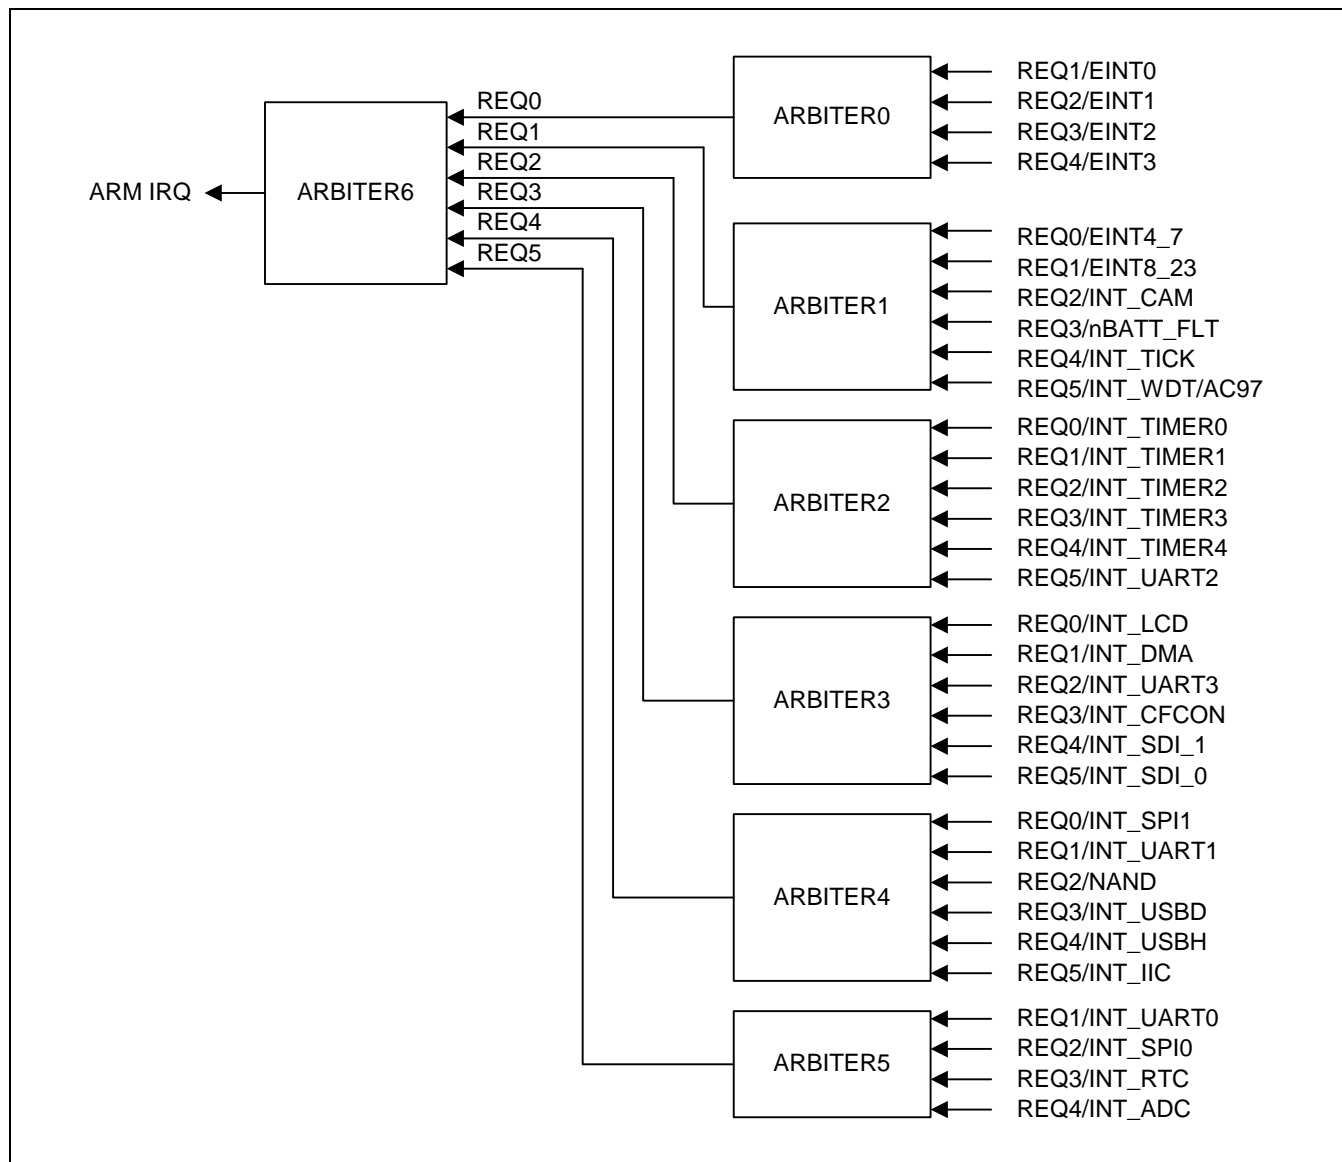 ARM IRQ
ARBITER6
REQ0
REQ1
REQ2
REQ3
REQ4
REQ5
ARBITER0
REQ1/EINT0
REQ2/EINT1
REQ3/EINT2
REQ4/EINT3
ARBITER1
REQ0/EINT4_7
REQ1/EINT8_23
REQ2/INT_CAM
REQ3/nBATT_FLT
REQ4/INT_TICK
REQ5/INT_WDT/AC97
ARBITER2
REQ0/INT_TIMER0
REQ1/INT_TIMER1
REQ2/INT_TIMER2
REQ3/INT_TIMER3
REQ4/INT_TIMER4
REQ5/INT_UART2
ARBITER3
REQ0/INT_LCD
REQ1/INT_DMA
REQ2/INT_UART3
REQ3/INT_CFCON
REQ4/INT_SDI_1
REQ5/INT_SDI_0
ARBITER4
REQ0/INT_SPI1
REQ1/INT_UART1
REQ2/NAND
REQ3/INT_USBD
REQ4/INT_USBH
REQ5/INT_IIC
ARBITER5
REQ1/INT_UART0
REQ2/INT_SPI0
REQ3/INT_RTC
REQ4/INT_ADC